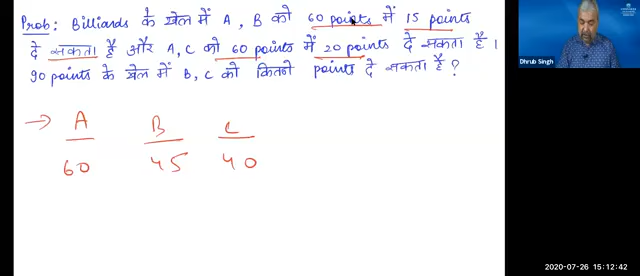 Prob: Billiards के खेल में A, B को 60 points में 15 points
दे सकता है और A, C को 60 points में 20 points दे सकता है।
90 points के खेल में B, C को कितने points दे सकता है?
→ A B C
60 45 40
Dhrub Singh
2020-07-26 15:12:42